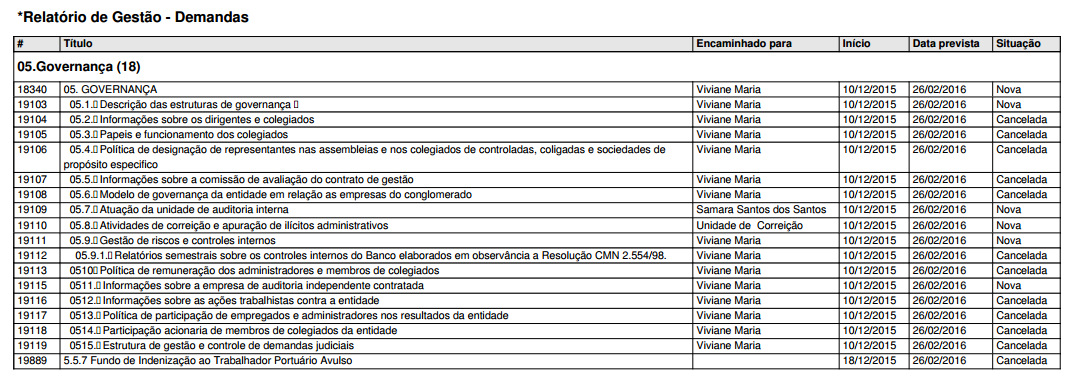 *Relatório de Gestão - Demandas
# Título Encaminhado para Início Data prevista Situação
05.Governança (18)
18340 05. GOVERNANÇA Viviane Maria 10/12/2015 26/02/2016 Nova
19103 05.1.▯ Descrição das estruturas de governança ▯ Viviane Maria 10/12/2015 26/02/2016 Nova
19104 05.2.▯ Informações sobre os dirigentes e colegiados Viviane Maria 10/12/2015 26/02/2016 Cancelada
19105 05.3.▯ Papeis e funcionamento dos colegiados Viviane Maria 10/12/2015 26/02/2016 Cancelada
19106 05.4.▯ Política de designação de representantes nas assembleias e nos colegiados de controladas, coligadas e sociedades de Viviane Maria 10/12/2015 26/02/2016 Cancelada
propósito especifico
19107 05.5.▯ Informações sobre a comissão de avaliação do contrato de gestão Viviane Maria 10/12/2015 26/02/2016 Cancelada
19108 05.6.▯ Modelo de governança da entidade em relação as empresas do conglomerado Viviane Maria 10/12/2015 26/02/2016 Cancelada
19109 05.7.▯ Atuação da unidade de auditoria interna Samara Santos dos Santos 10/12/2015 26/02/2016 Nova
19110 05.8.▯ Atividades de correição e apuração de ilícitos administrativos Unidade de Correição 10/12/2015 26/02/2016 Nova
19111 05.9.▯ Gestão de riscos e controles internos Viviane Maria 10/12/2015 26/02/2016 Nova
19112 05.9.1.▯ Relatórios semestrais sobre os controles internos do Banco elaborados em observância a Resolução CMN 2.554/98. Viviane Maria 10/12/2015 26/02/2016 Cancelada
19113 0510▯ Política de remuneração dos administradores e membros de colegiados Viviane Maria 10/12/2015 26/02/2016 Cancelada
19115 0511.▯ Informações sobre a empresa de auditoria independente contratada Viviane Maria 10/12/2015 26/02/2016 Nova
19116 0512.▯ Informações sobre as ações trabalhistas contra a entidade Viviane Maria 10/12/2015 26/02/2016 Cancelada
19117 0513.▯ Política de participação de empregados e administradores nos resultados da entidade Viviane Maria 10/12/2015 26/02/2016 Cancelada
19118 0514.▯ Participação acionaria de membros de colegiados da entidade Viviane Maria 10/12/2015 26/02/2016 Cancelada
19119 0515.▯ Estrutura de gestão e controle de demandas judiciais Viviane Maria 10/12/2015 26/02/2016 Cancelada
19889 5.5.7 Fundo de Indenização ao Trabalhador Portuário Avulso 18/12/2015 26/02/2016 Cancelada